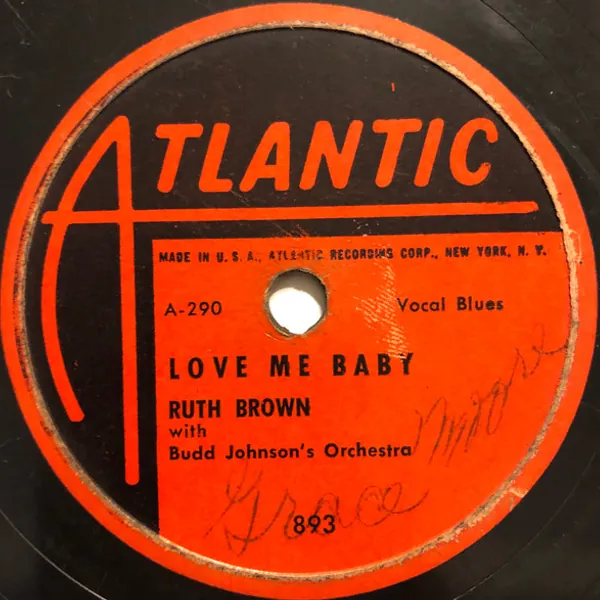 ATLANTIC
MADE IN U.S.A., ATLANTIC RECORDING CORP., NEW YORK, N. Y.
A-290 Vocal Blues
LOVE ME BABY
RUTH BROWN
with
Budd Johnson's Orchestra
Grace Moore
893